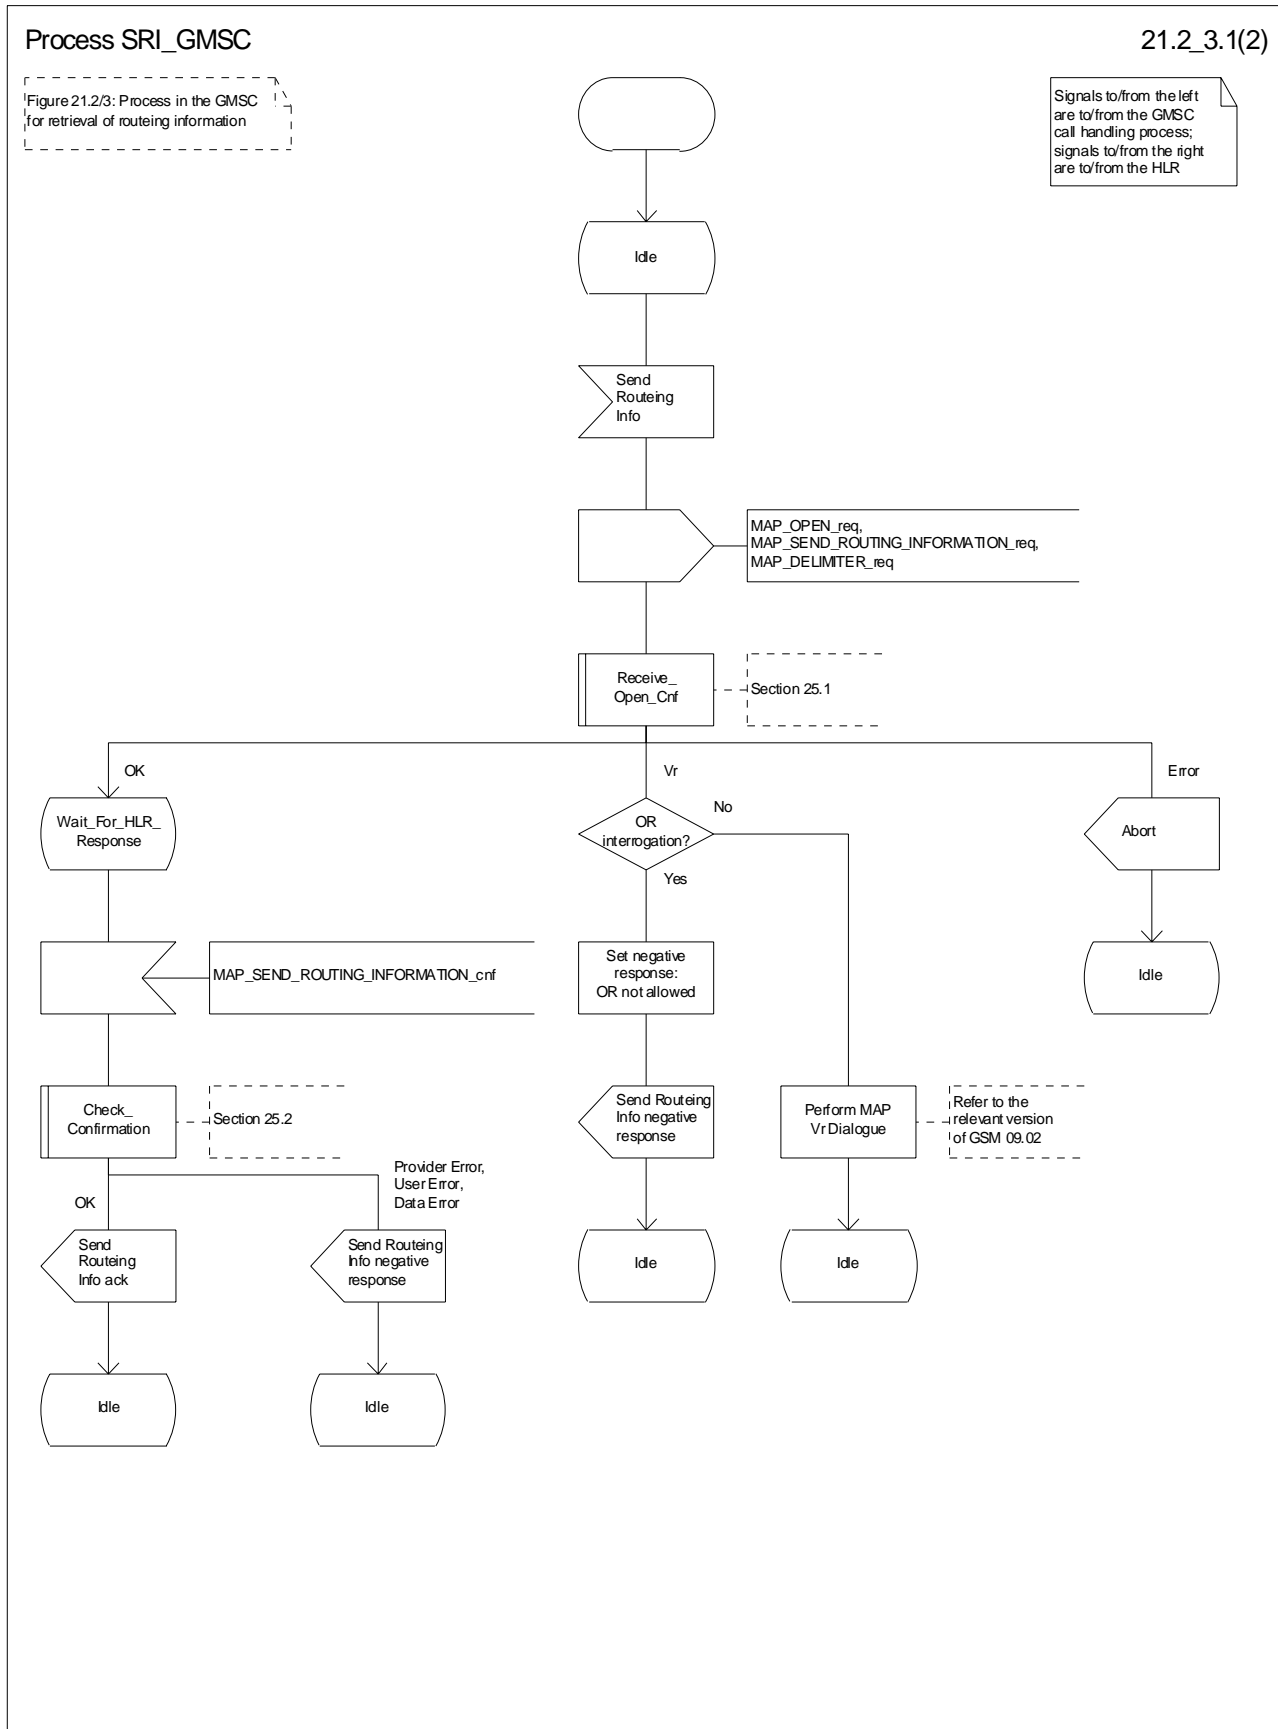 Process SRI_GMSC
21.2_3.1(2)
Figure 21.2/3: Process in the GMSC
for retrieval of routeing information
Signals to/from the left
are to/from the GMSC
call handling process;
signals to/from the right
are to/from the HLR
Idle
Send
Routeing
Info
MAP_OPEN_req,
MAP_SEND_ROUTING_INFORMATION_req,
MAP_DELIMITER_req
Receive_
Open_Cnf
Section 25.1
OK
Vr
Error
No
Wait_For_HLR_
Response
OR
interrogation?
Abort
Yes
MAP_SEND_ROUTING_INFORMATION_cnf
Set negative
response:
OR not allowed
Idle
Check_
Confirmation
Section 25.2
Send Routeing
Info negative
response
Perform MAP
Vr Dialogue
Refer to the
relevant version
of GSM 09.02
OK
Provider Error,
User Error,
Data Error
Send
Routeing
Info ack
Send Routeing
Info negative
response
Idle
Idle
Idle
Idle